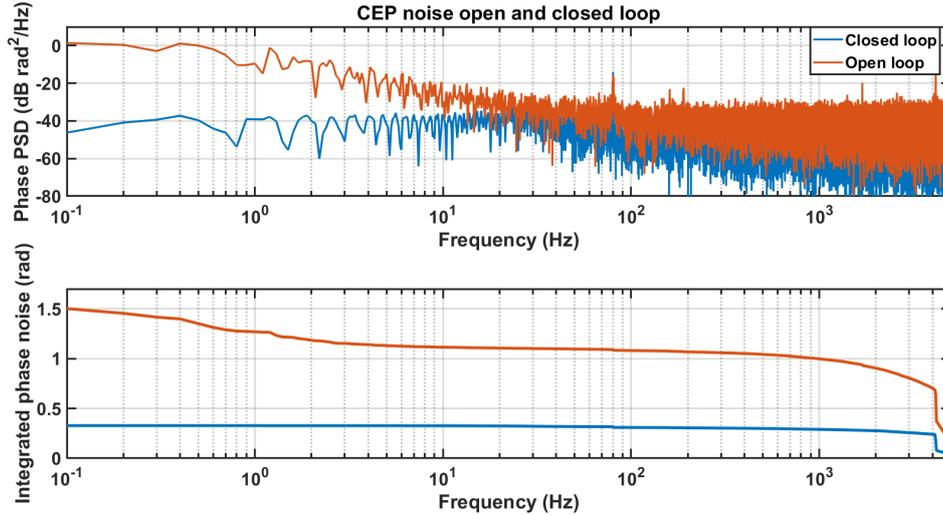 CEP noise open and closed loop
Phase PSD (dB rad²/Hz)
0
-20
-40
-60
-80
Closed loop
Open loop
10⁻¹
10⁰
10¹
10²
10³
Frequency (Hz)
Integrated phase noise (rad)
1.5
1
0.5
0
10⁻¹
10⁰
10¹
10²
10³
Frequency (Hz)